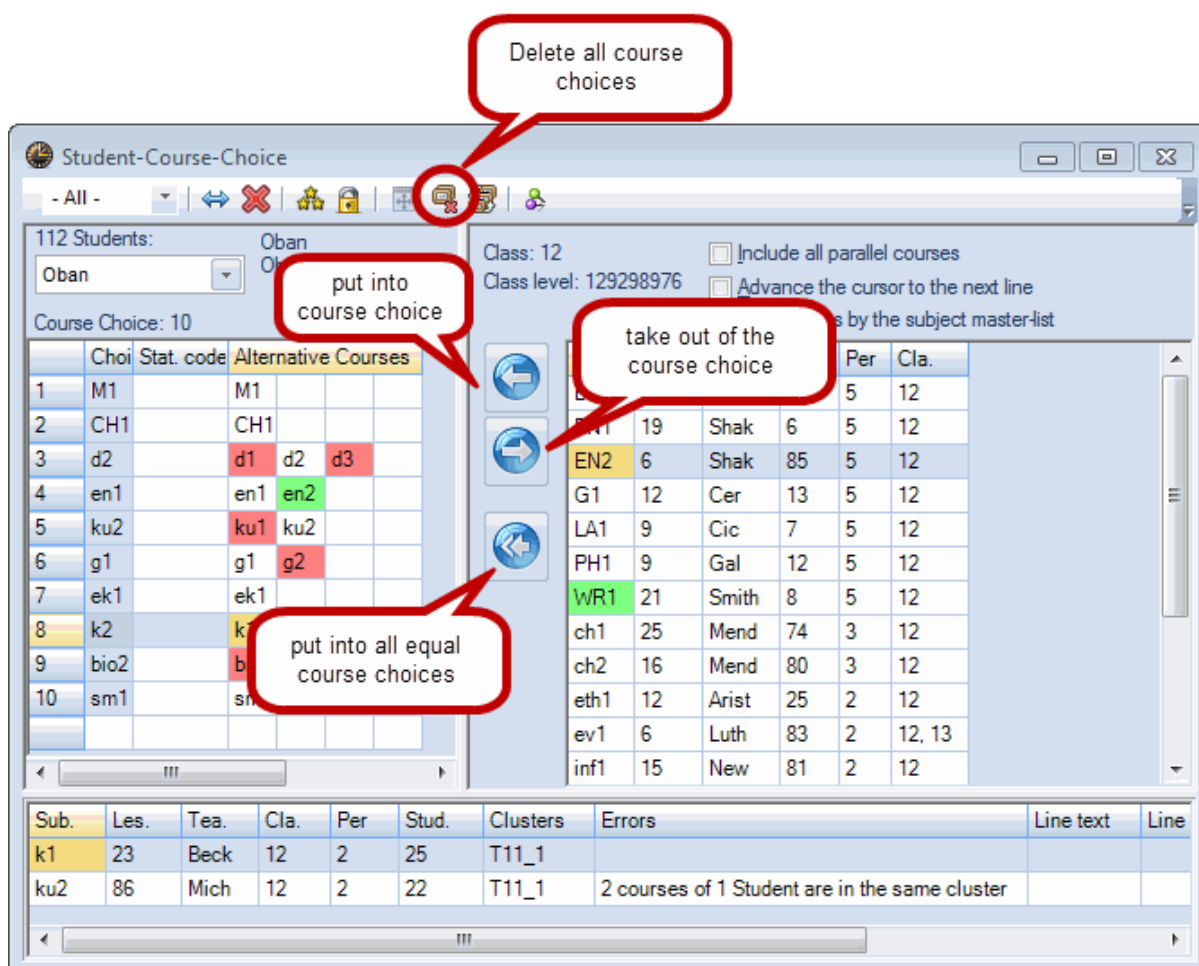 Delete all course
choices
Student-Course-Choice
- All -
112 Students:
Oban
Oban
put into
course choice
Class: 12
Class level: 129298976
Include all parallel courses
Advance the cursor to the next line
s by the subject master-list
Course Choice: 10
take out of the
course choice
Choi Stat. code Alternative Courses
Per Cla.
1 M1 M1
5 12
2 CH1 CH1
19 Shak 6 5 12
3 d2 d1 d2 d3
EN2 6 Shak 85 5 12
4 en1 en1 en2
G1 12 Cer 13 5 12
5 ku2 ku1 ku2
LA1 9 Cic 7 5 12
6 g1 g1 g2
PH1 9 Gal 12 5 12
7 ek1 ek1
WR1 21 Smith 8 5 12
8 k2
ch1 25 Mend 74 3 12
9 bio2
ch2 16 Mend 80 3 12
10 sm1
eth1 12 Arist 25 2 12
ev1 6 Luth 83 2 12, 13
inf1 15 New 81 2 12
put into all equal
course choices
Sub. Les. Tea. Cla. Per Stud. Clusters Errors Line text Line
k1 23 Beck 12 2 25 T11_1
ku2 86 Mich 12 2 22 T11_1 2 courses of 1 Student are in the same cluster